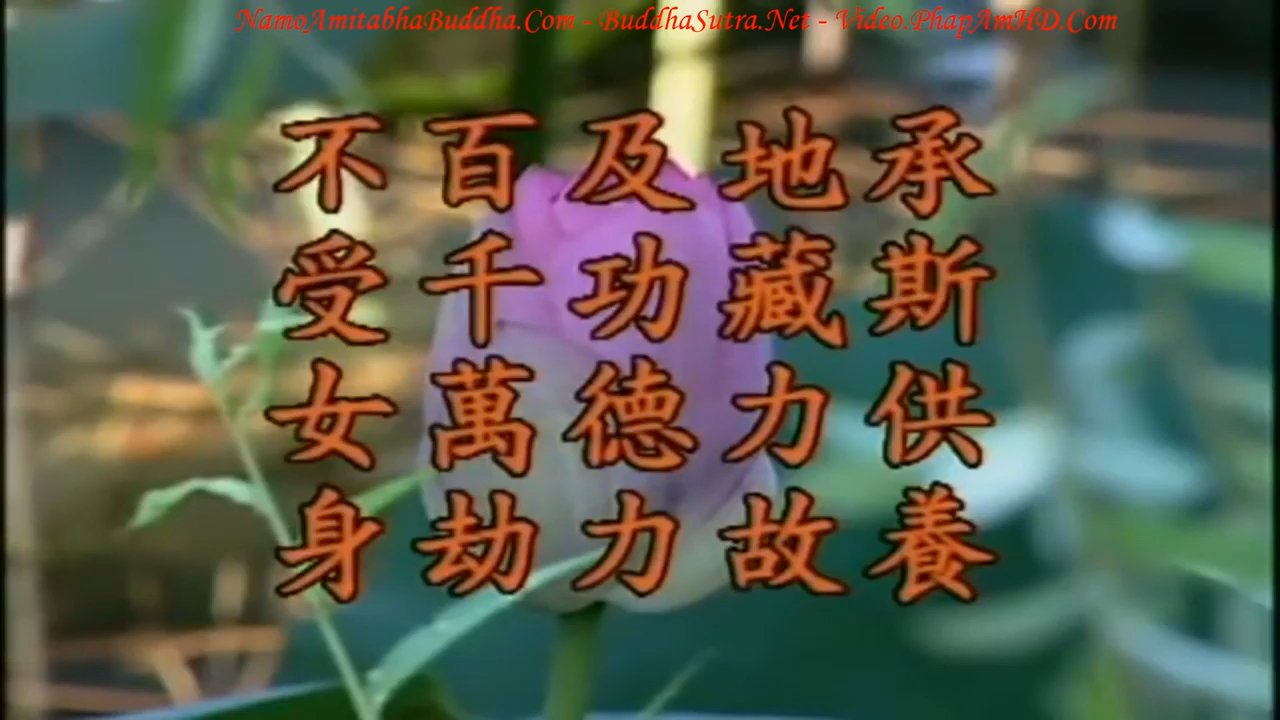 NamoAmitabhaBuddha.Com - BuddhaSutra.Net - Video.PhapAmHD.Com
承斯供養
地藏力故
及功德力
百千萬劫
不受女身